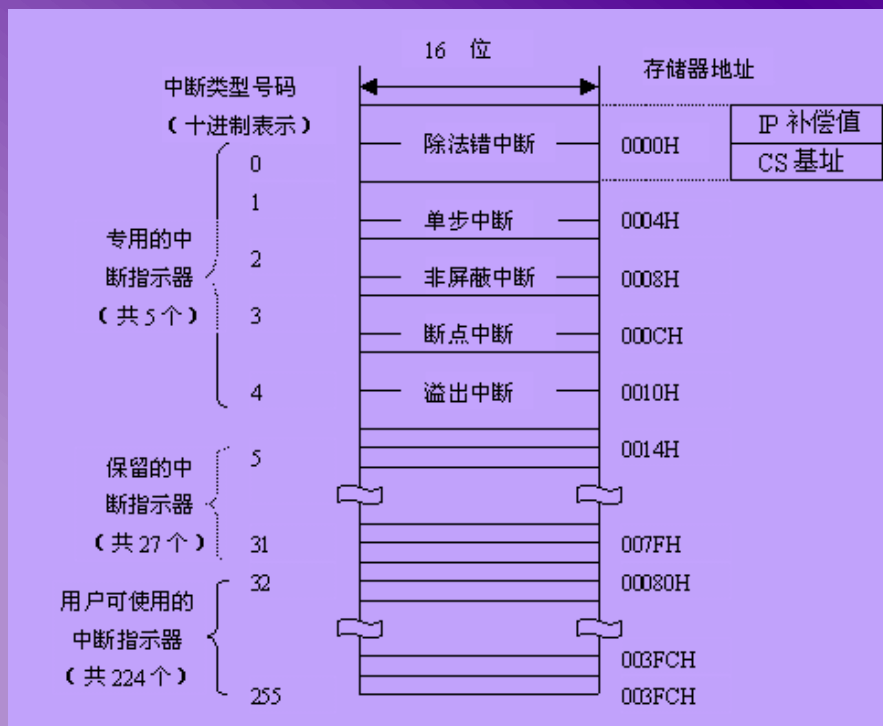 16 位
存储器地址
中断类型号码
(十进制表示)
IP 补偿值
CS 基址
0
除法错中断
0000H
1
单步中断
0004H
专用的中
断指示器
(共5个)
2
非屏蔽中断
0008H
3
断点中断
000CH
4
溢出中断
0010H
保留的中
断指示器
(共27个)
5
0014H
31
007FH
用户可使用的
中断指示器
(共224个)
32
00080H
003FCH
255
003FCH